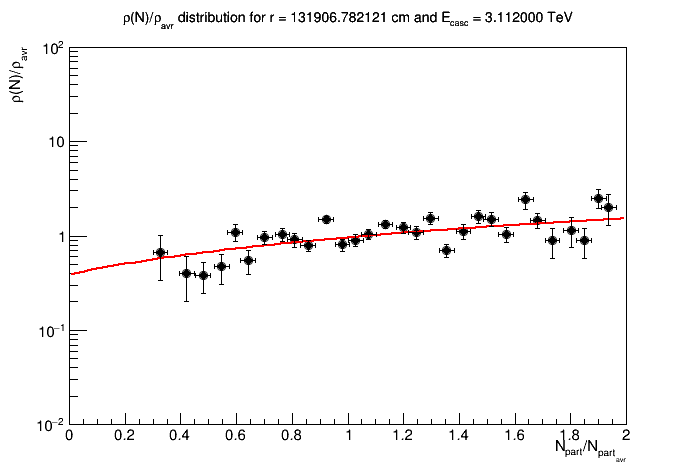 ρ(N)/ρavr distribution for r = 131906.782121 cm and Ecasc = 3.112000 TeV
ρ(N)/ρavr
10²
10
1
10⁻¹
10⁻²
0 0.2 0.4 0.6 0.8 1 1.2 1.4 1.6 1.8 2
Npart/Npartavr